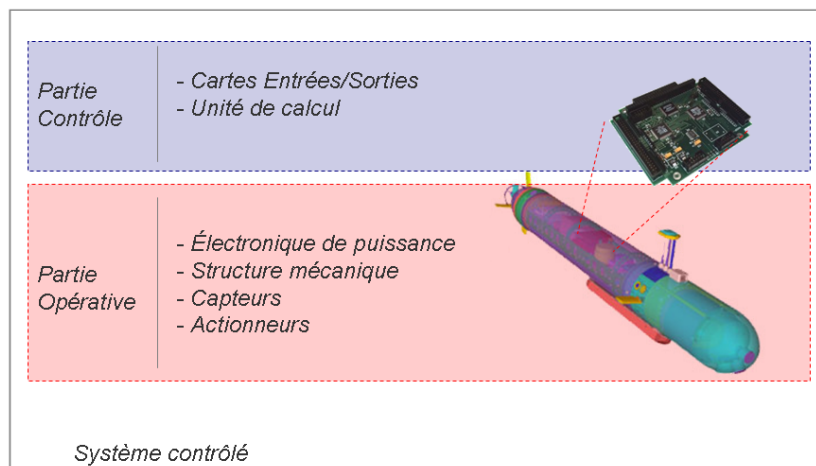 Partie
Contrôle
- Cartes Entrées/Sorties
- Unité de calcul
Partie
Opérative
- Électronique de puissance
- Structure mécanique
- Capteurs
- Actionneurs
Système contrôlé